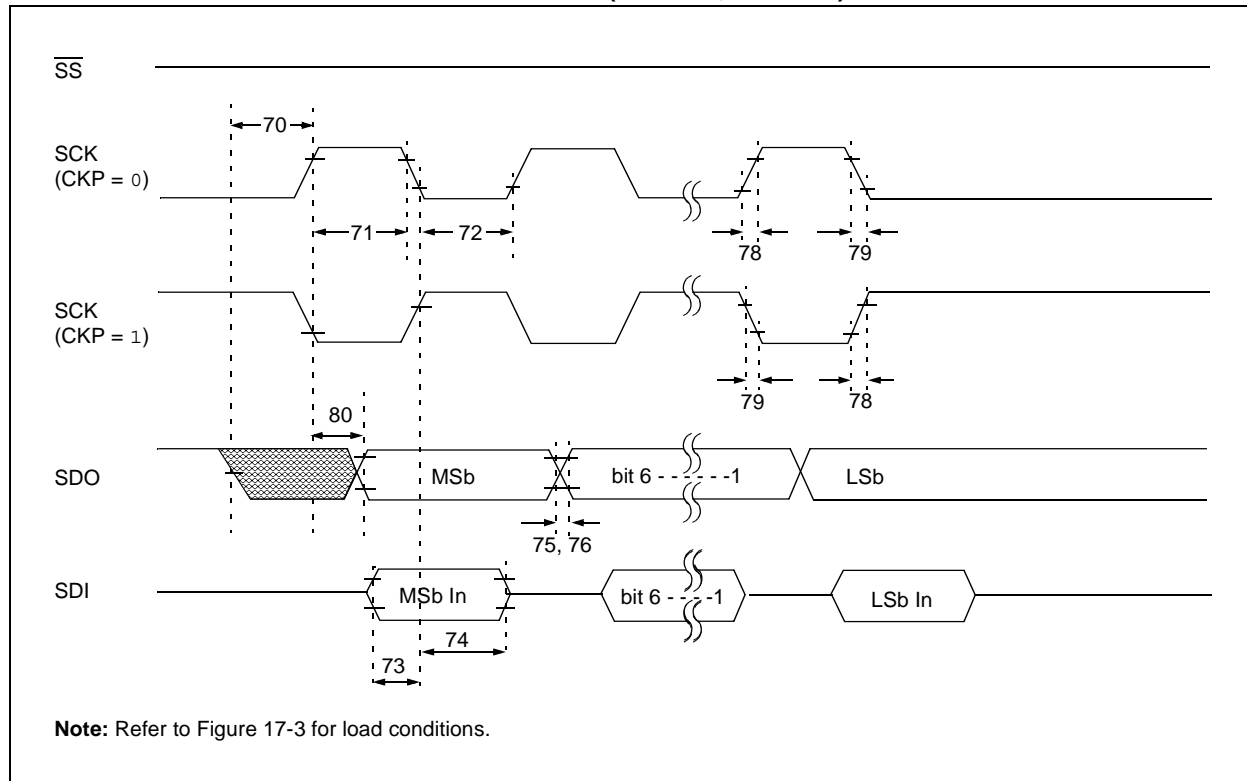 SS
70
SCK
(CKP = 0)
71
72
78
79
SCK
(CKP = 1)
79
78
80
SDO
MSb
bit 6 - - - - - -1
LSb
75, 76
SDI
MSb In
bit 6 - - - - -1
LSb In
74
73
Note: Refer to Figure 17-3 for load conditions.